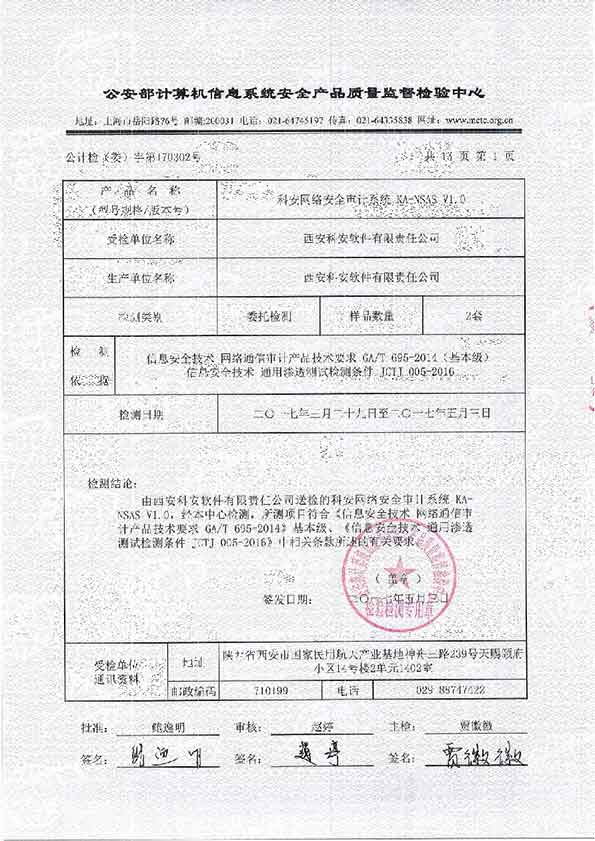 公安部计算机信息系统安全产品质量监督检验中心
地址：上海市岳阳路76号 邮编:200031 电话：021-64745197 传真：021-64335838 网址：www.mctc.org.cn
公计检（委）字第170302号 共 13 页 第 1 页
产 品 名 称
（型号规格/版本号） 科安网络安全审计系统 KA-NSAS V1.0
受检单位名称 西安科安软件有限责任公司
生产单位名称 西安科安软件有限责任公司
检测类别 委托检测 样品数量 2套
检 测
依 据
信息安全技术 网络通信审计产品技术要求 GA/T 695-2014（基本级）
信息安全技术 通用渗透测试检测条件 JCTJ 005-2016
检测日期 二〇一七年三月二十九日至二〇一七年五月三日
检测结论：
由西安科安软件有限责任公司送检的科安网络安全审计系统 KA-
NSAS V1.0，经本中心检测，所测项目符合《信息安全技术 网络通信审
计产品技术要求 GA/T 695-2014》基本级、《信息安全技术 通用渗透
测试检测条件 JCTJ 005-2016》中相关条款所述的有关要求
（盖章）
签发日期： 二〇一七年五月三日
检验检测专用章
受检单位
通讯资料
地址 陕西省西安市国家民用航天产业基地神舟三路239号天赐颐府
小区14号楼2单元1402室
邮政编码 710199 电话 029 88747422
批准： 鲍逸明 审核： 赵婷 主检： 贾徽徽
签名： 鲍逸明 签名： 赵婷 签名： 贾徽徽